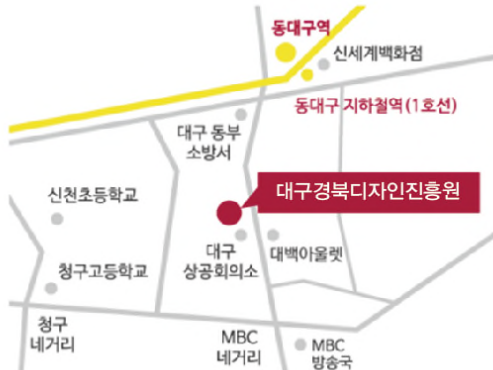 동대구역
신세계백화점
동대구 지하철역(1호선)
대구 동부
소방서
대구경북디자인진흥원
신천초등학교
대구
상공회의소
대백아울렛
청구고등학교
청구
네거리
MBC
네거리
MBC
방송국